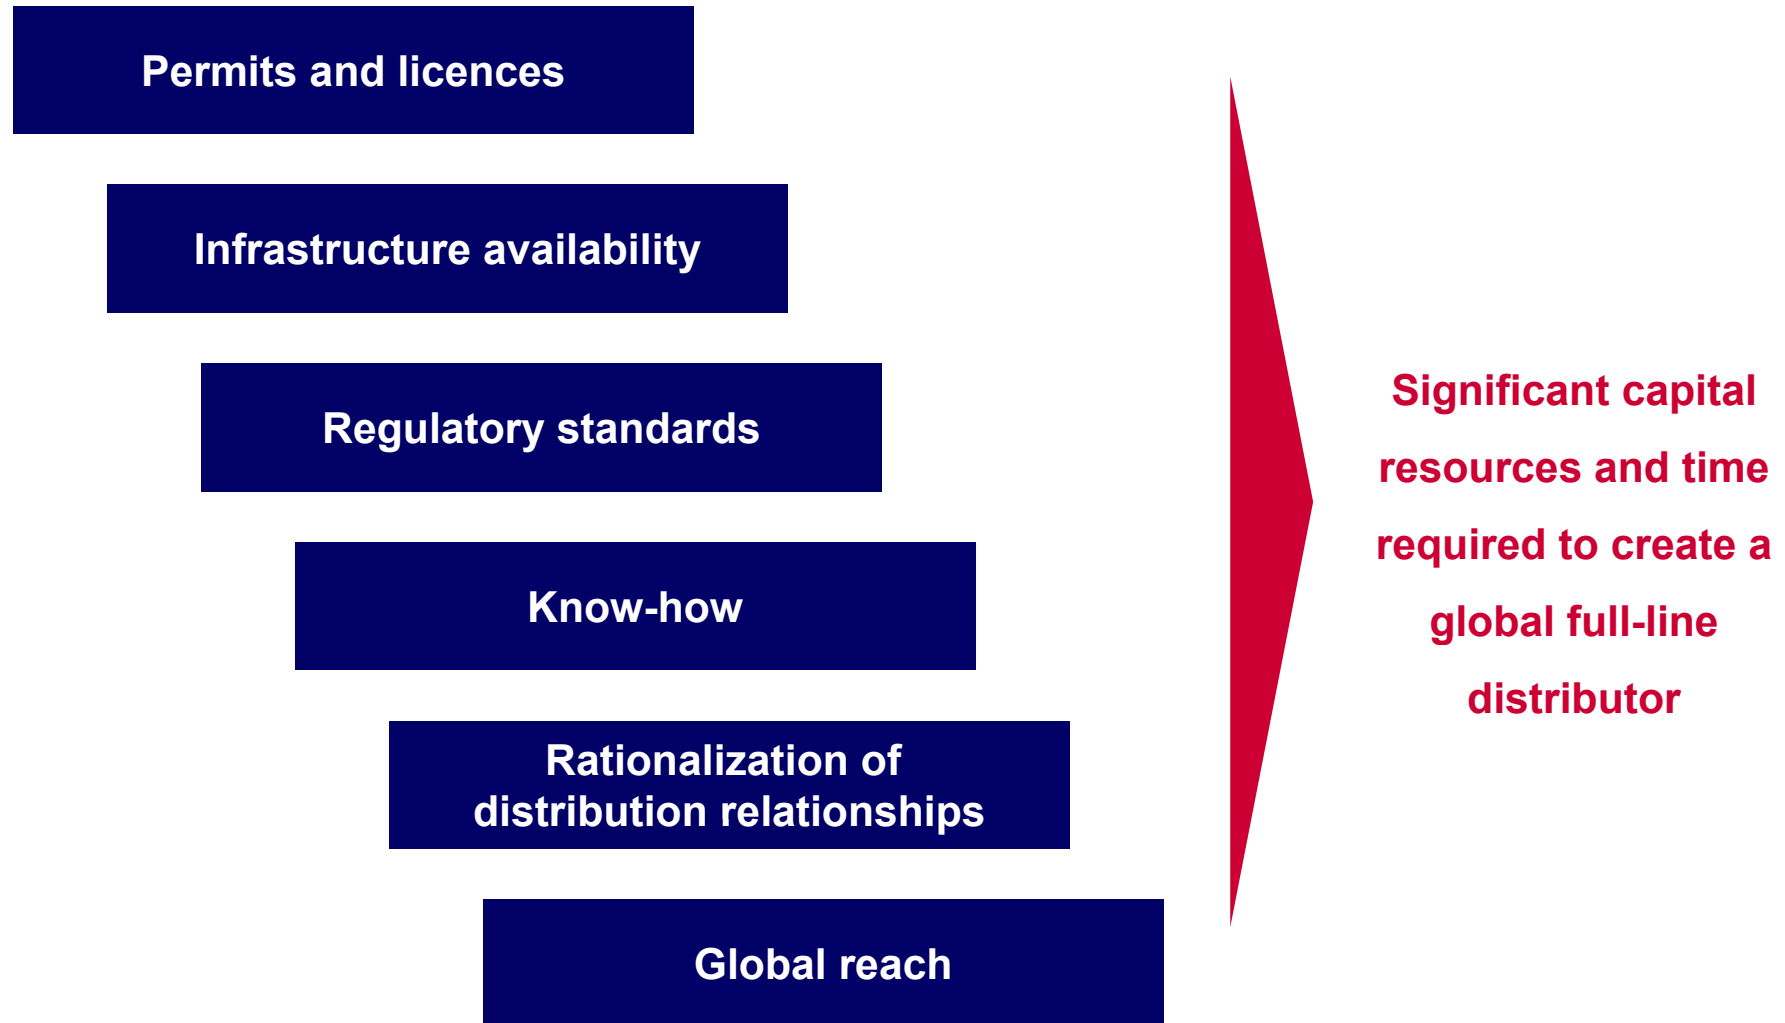 Permits and licences
Infrastructure availability
Regulatory standards
Know-how
Rationalization of
distribution relationships
Global reach
Significant capital
resources and time
required to create a
global full-line
distributor